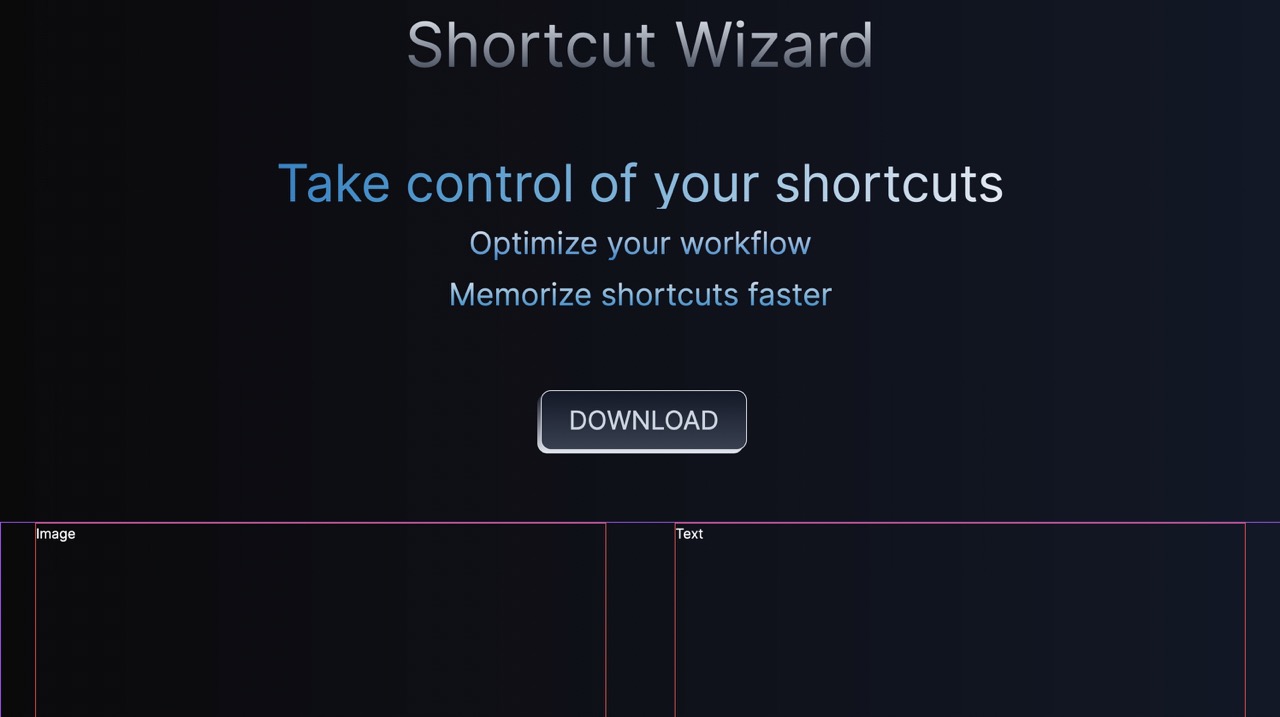 Shortcut Wizard
Take control of your shortcuts
Optimize your workflow
Memorize shortcuts faster
DOWNLOAD
Image
Text